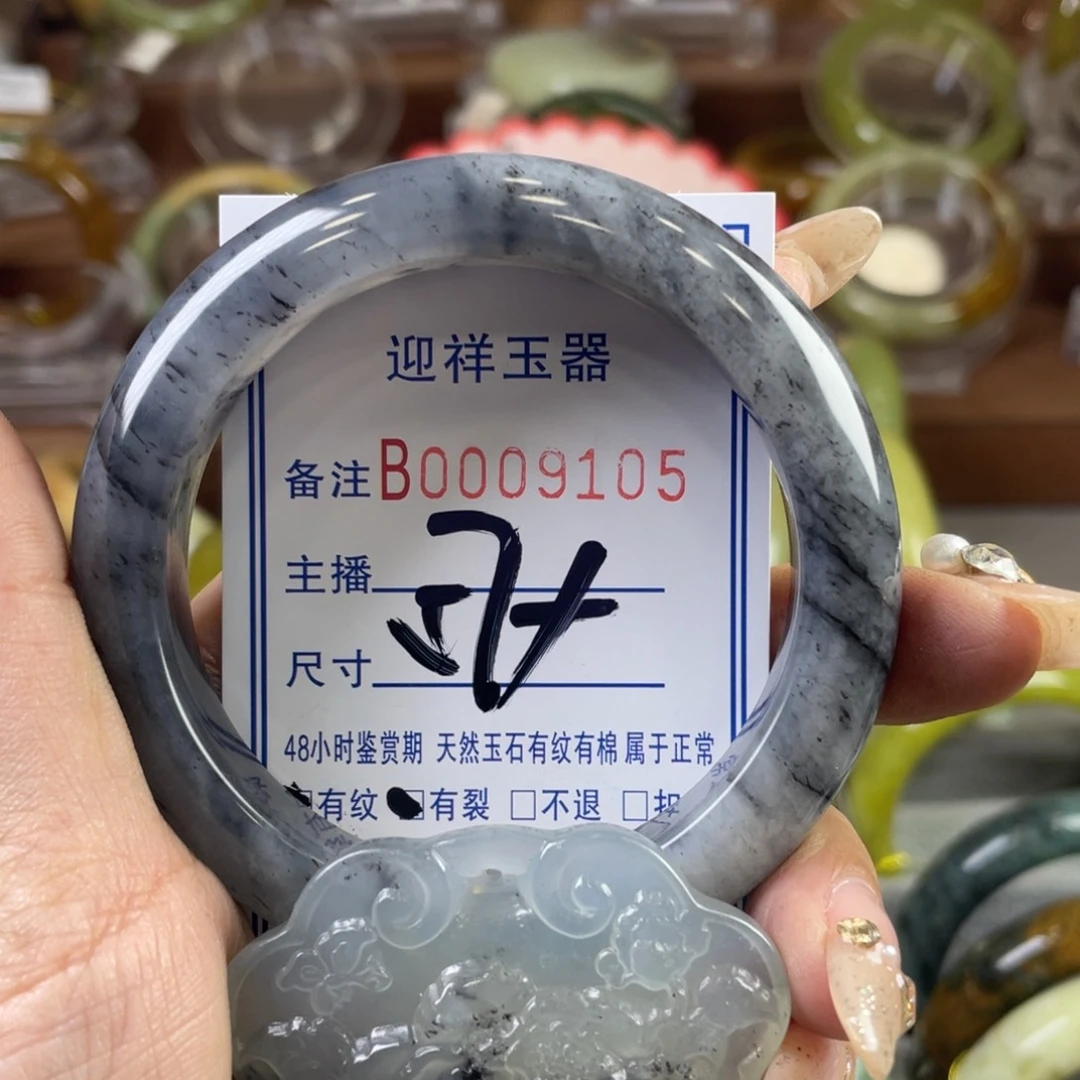 迎祥玉器
备注B0009105
主播
尺寸
48小时鉴赏期 天然玉石有纹有棉属于正常
有纹 有裂 □不退 □